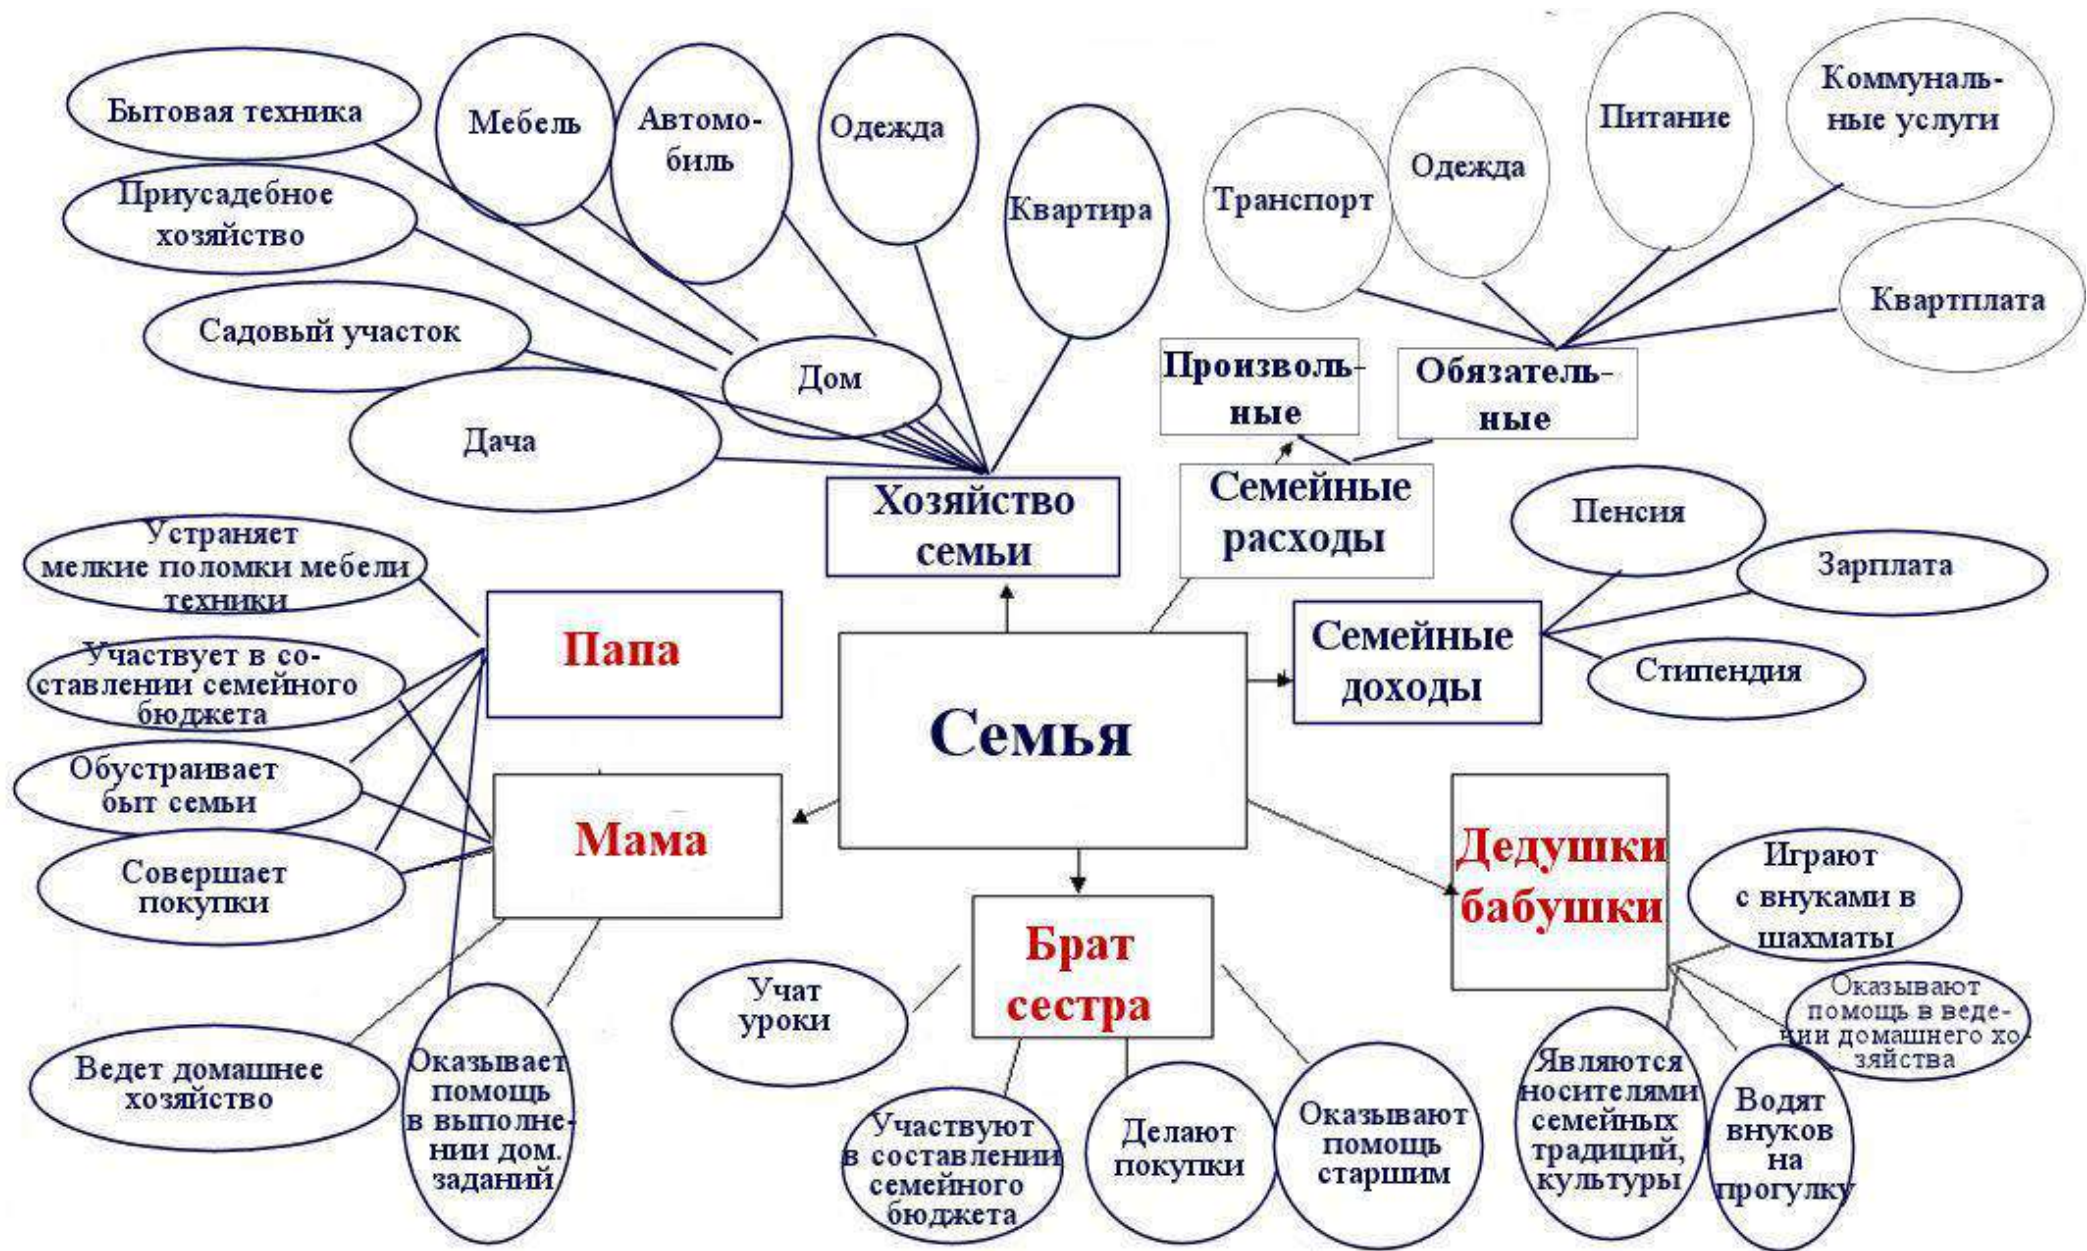 Бытовая техника
Мебель
Автомо-
биль
Одежда
Квартира
Приусадебное
хозяйство
Садовый участок
Дача
Дом
Хозяйство
семьи
Транспорт
Одежда
Питание
Коммуналь-
ные услуги
Квартплата
Произволь-
ные
Обязатель-
ные
Семейные
расходы
Пенсия
Зарплата
Стипендия
Семейные
доходы
Семья
Устраняет
мелкие поломки мебели
техники
Участвует в со-
ставлении семейного
бюджета
Обустраивает
быт семьи
Совершает
покупки
Папа
Мама
Ведет домашнее
хозяйство
Оказывает
помощь
в выполне-
нии дом.
заданий
Брат
сестра
Учат
уроки
Участвуют
в составлении
семейного
бюджета
Делают
покупки
Оказывают
помощь
старшим
Дедушки
бабушки
Играют
с внуками в
шахматы
Оказывают
помощь в веде-
нии домашнего хо-
зяйства
Являются
носителями
семейных
традиций,
культуры
Водят
внуков
на
прогулку